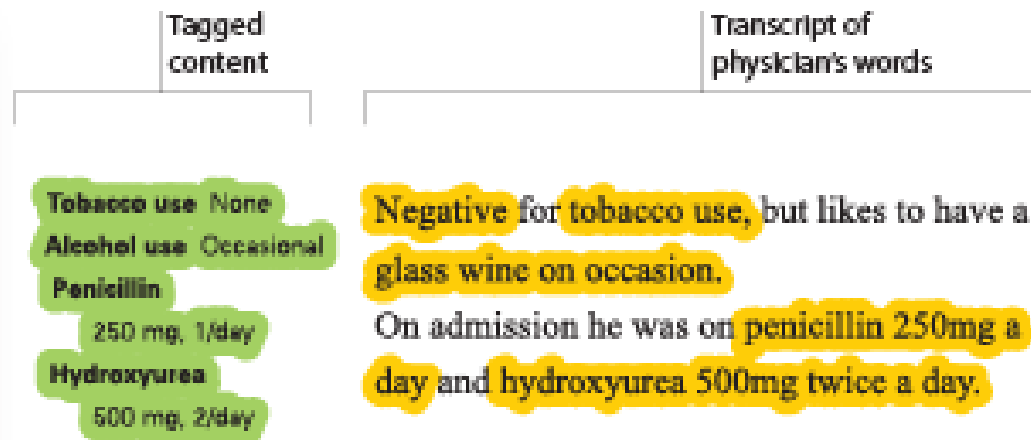 Tagged
content
Transcript of
physician's words
Tobacco use None
Alcohol use Occasional
Penicillin
250 mg, 1/day
Hydroxyurea
500 mg, 2/day
Negative for tobacco use, but likes to have a
glass wine on occasion.
On admission he was on penicillin 250mg a
day and hydroxyurea 500mg twice a day.